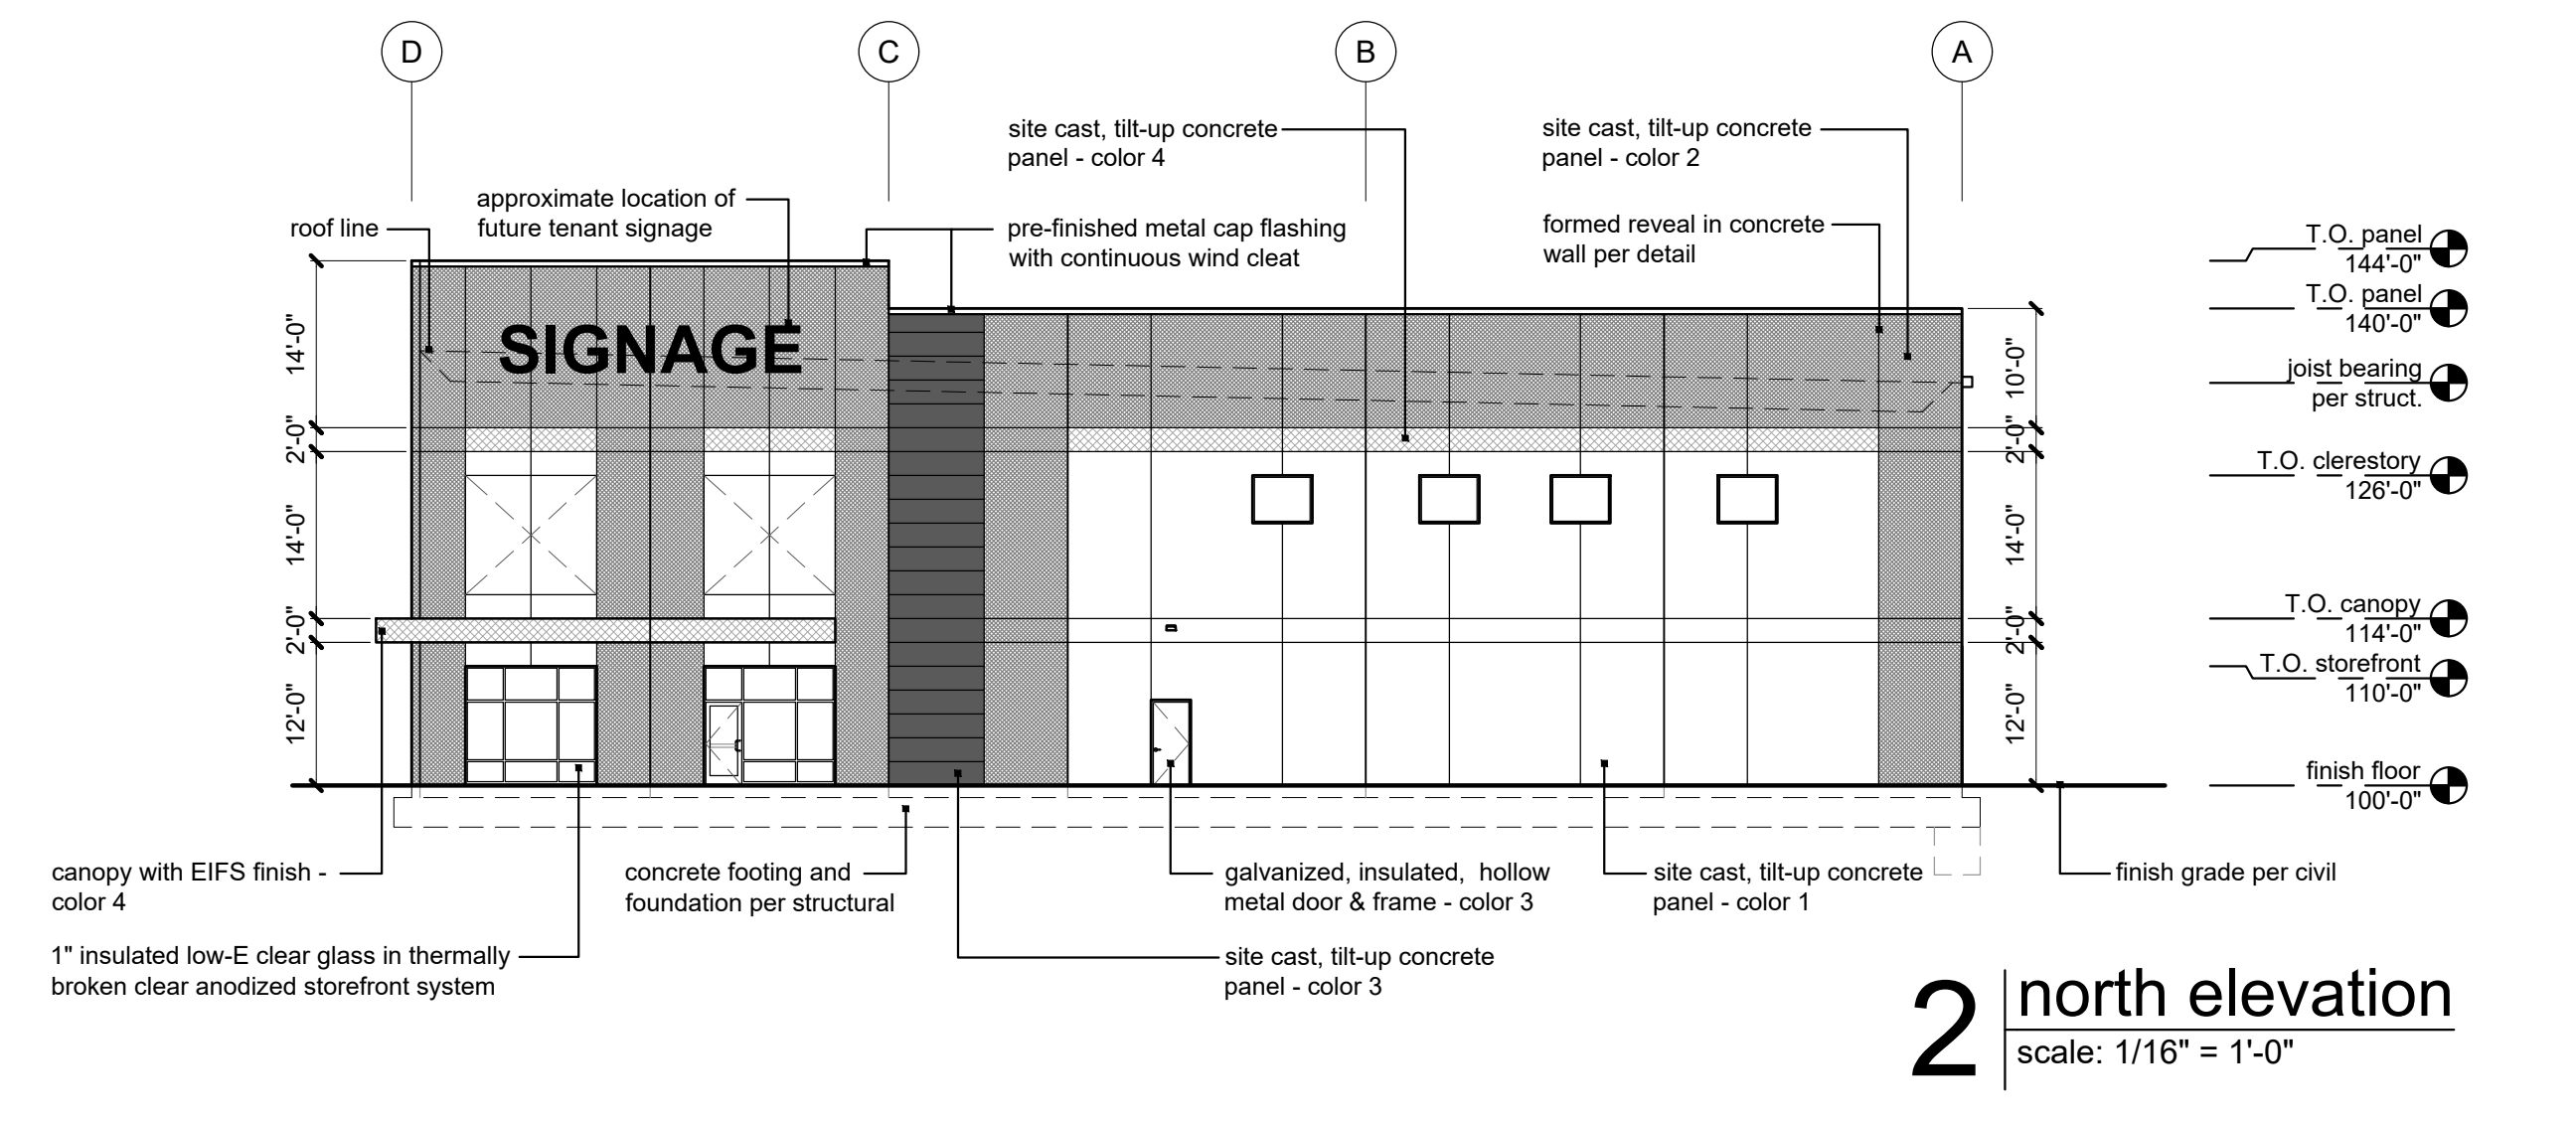 D
C
B
A
site cast, tilt-up concrete
panel - color 4
site cast, tilt-up concrete
panel - color 2
approximate location of
future tenant signage
roof line
pre-finished metal cap flashing
with continuous wind cleat
formed reveal in concrete
wall per detail
T.O. panel
144'-0"
T.O. panel
140'-0"
joist bearing
per struct.
T.O. clerestory
126'-0"
T.O. canopy
114'-0"
T.O. storefront
110'-0"
finish floor
100'-0"
SIGNAGE
14'-0"
2'-0"
14'-0"
2'-0"
12'-0"
10'-0"
2'-0"
14'-0"
2'-0"
12'-0"
canopy with EIFS finish -
color 4
concrete footing and
foundation per structural
galvanized, insulated, hollow
metal door & frame - color 3
site cast, tilt-up concrete
panel - color 1
finish grade per civil
1" insulated low-E clear glass in thermally
broken clear anodized storefront system
site cast, tilt-up concrete
panel - color 3
2
north elevation
scale: 1/16" = 1'-0"